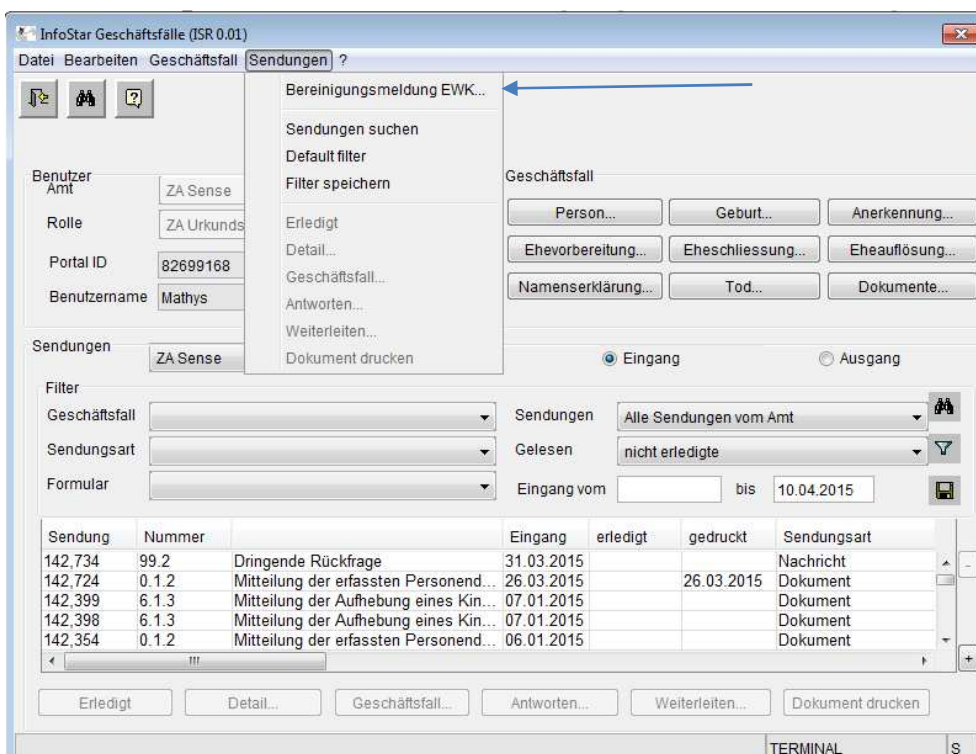 InfoStar Geschäftsfälle (ISR 0.01)
Datei Bearbeiten Geschäftsfall Sendungen ?
Bereinigungsmeldung EWK...
Sendungen suchen
Default filter
Filter speichern
Erledigt
Detail...
Geschäftsfall...
Antworten...
Weiterleiten...
Dokument drucken
Benutzer
Amt ZA Sense
Rolle ZA Urkunds
Portal ID 82699168
Benutzername Mathys
Geschäftsfall
Person... Geburt... Anerkennung...
Ehevorbereitung... Eheschliessung... Eheauflösung...
Namenserklärung... Tod... Dokumente...
Sendungen ZA Sense Eingang Ausgang
Filter
Geschäftsfall Sendungen Alle Sendungen vom Amt
Sendungsart Gelesen nicht erledigte
Formular Eingang vom bis 10.04.2015
Sendung Nummer Eingang erledigt gedruckt Sendungsart
142,734 99.2 Dringende Rückfrage 31.03.2015 Nachricht
142,724 0.1.2 Mitteilung der erfassten Personend... 26.03.2015 26.03.2015 Dokument
142,399 6.1.3 Mitteilung der Aufhebung eines Kin... 07.01.2015 Dokument
142,398 6.1.3 Mitteilung der Aufhebung eines Kin... 07.01.2015 Dokument
142,354 0.1.2 Mitteilung der erfassten Personend... 06.01.2015 Dokument
Erledigt Detail... Geschäftsfall... Antworten... Weiterleiten... Dokument drucken
TERMINAL S